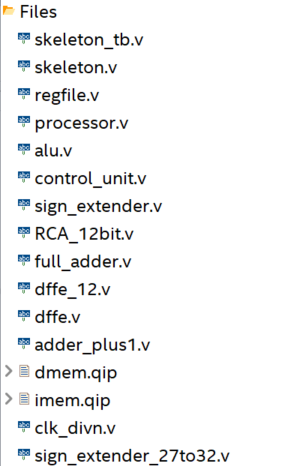 Files
skeleton_tb.v
skeleton.v
regfile.v
processor.v
alu.v
control_unit.v
sign_extender.v
RCA_12bit.v
full_adder.v
dffe_12.v
dffe.v
adder_plus1.v
dmem.qip
imem.qip
clk_divn.v
sign_extender_27to32.v